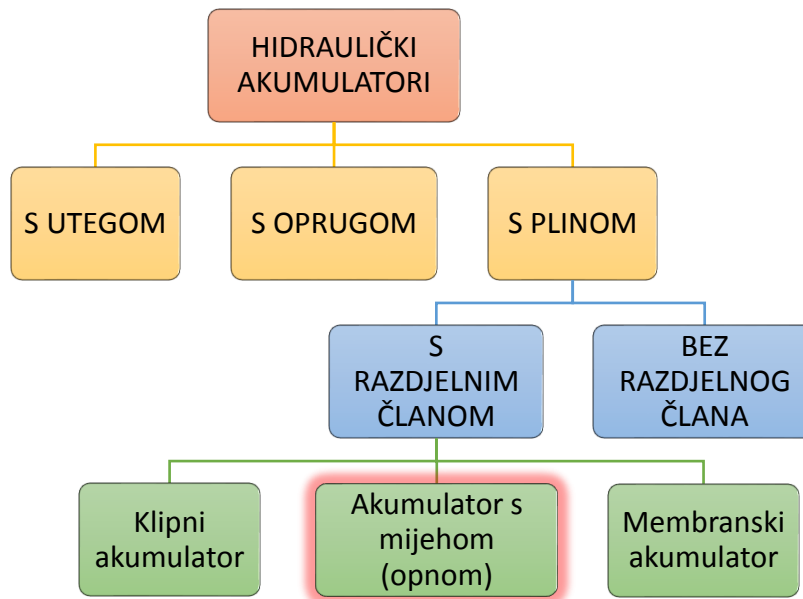 HIDRAULIČKI
AKUMULATORI
S UTEGOM
S OPRUGOM
S PLINOM
S
RAZDJELNIM
ČLANOM
BEZ
RAZDJELNOG
ČLANA
Klipni
akumulator
Akumulator s
mijehom
(opnom)
Membranski
akumulator